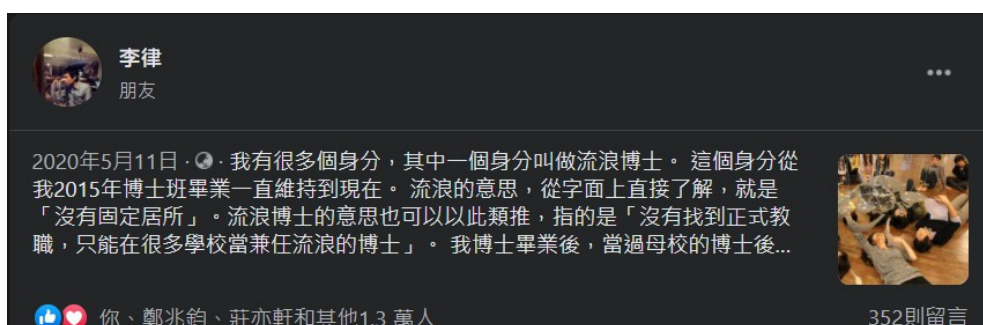 李律
朋友
2020年5月11日 · 我有很多個身分，其中一個身分叫做流浪博士。 這個身分從
我2015年博士班畢業一直維持到現在。 流浪的意思，從字面上直接了解，就是
「沒有固定居所」。流浪博士的意思也可以以此類推，指的是「沒有找到正式教
職，只能在很多學校當兼任流浪的博士」。 我博士畢業後，當過母校的博士後...
你、鄭兆鈞、莊亦軒和其他1.3 萬人
352則留言